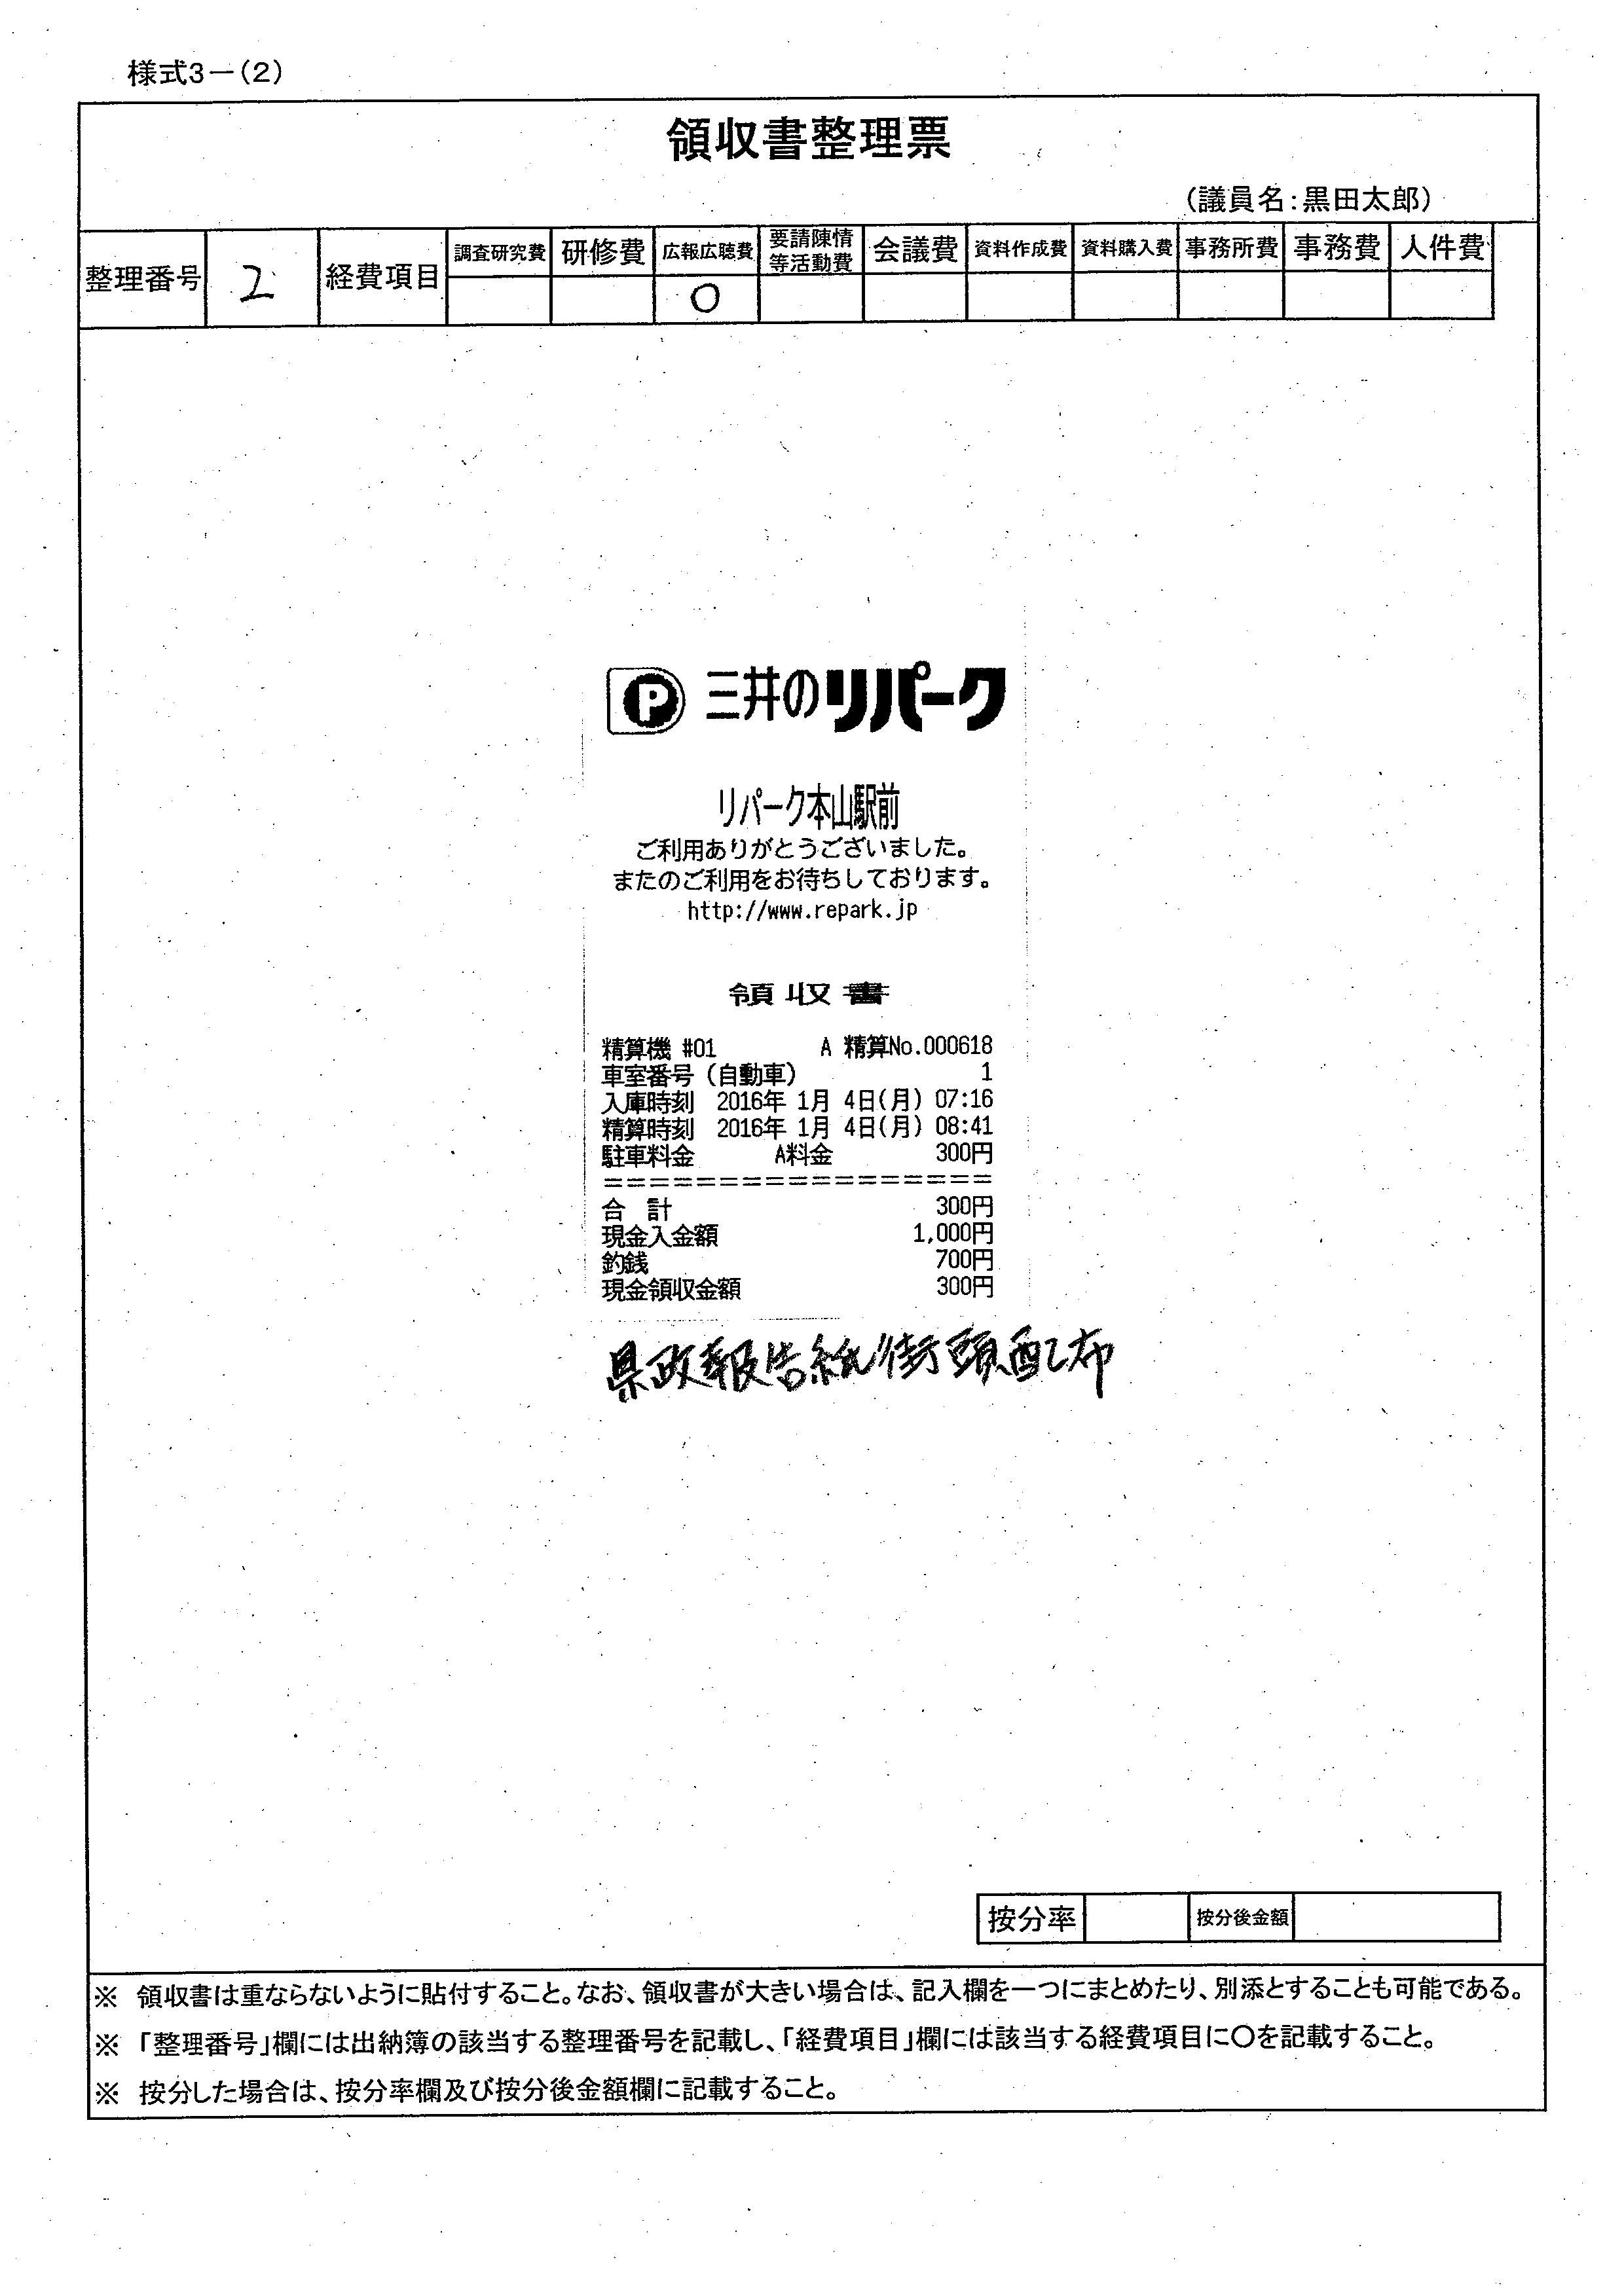 様式3－(2)
領収書整理票
(議員名:黒田太郎)
整理番号 2 経費項目 調査研究費 研修費 広報広聴費 要請陳情等活動費 会議費 資料作成費 資料購入費 事務所費 事務費 人件費
○
P 三井のリパーク
リパーク本山駅前
ご利用ありがとうございました。
またのご利用をお待ちしております。
http://www.repark.jp
領収書
精算機 #01 A 精算No.000618
車室番号(自動車) 1
入庫時刻 2016年 1月 4日(月) 07:16
精算時刻 2016年 1月 4日(月) 08:41
駐車料金 A料金 300円
=================
合 計 300円
現金入金額 1,000円
釣銭 700円
現金領収金額 300円
県政報告紙街頭配布
按分率 按分後金額
※ 領収書は重ならないように貼付すること。なお、領収書が大きい場合は、記入欄を一つにまとめたり、別添とすることも可能である。
※ 「整理番号」欄には出納簿の該当する整理番号を記載し、「経費項目」欄には該当する経費項目に○を記載すること。
※ 按分した場合は、按分率欄及び按分後金額欄に記載すること。